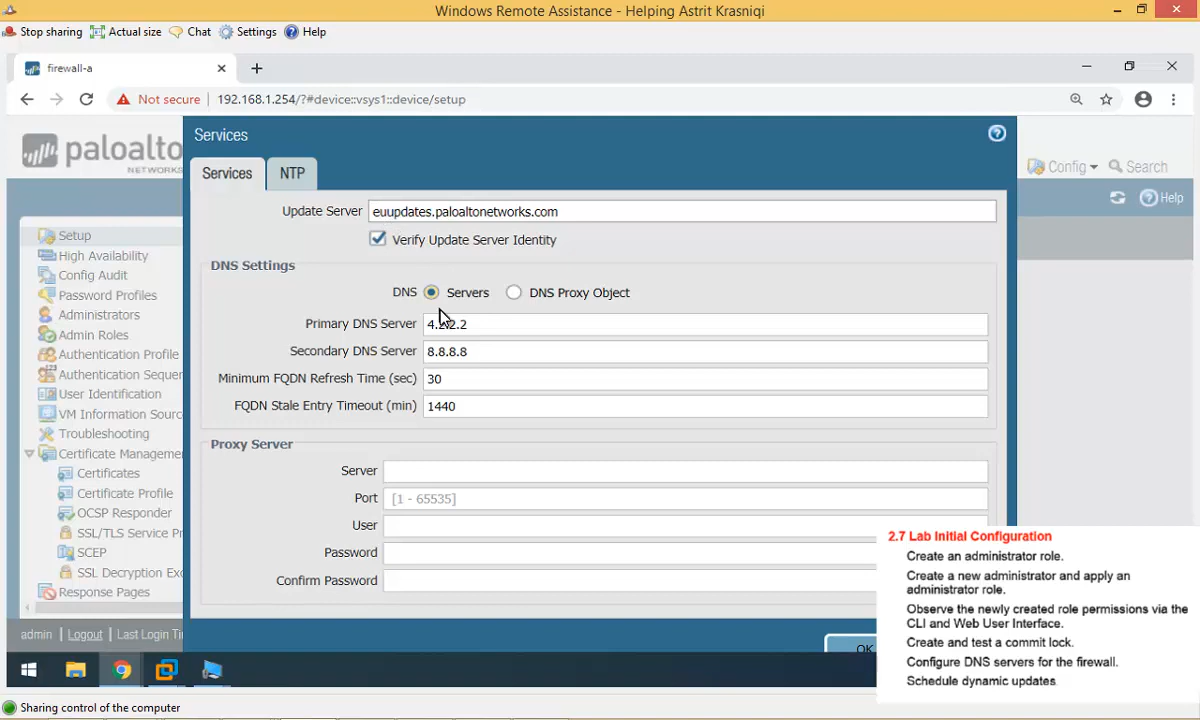 Windows Remote Assistance - Helping Astrit Krasniqi
Stop sharing Actual size Chat Settings Help
firewall-a
Not secure 192.168.1.254/?#device::vsys1::device/setup
paloalto
NETWORKS
Config Search
Help
Services
Services NTP
Update Server euupdates.paloaltonetworks.com
Verify Update Server Identity
DNS Settings
DNS Servers DNS Proxy Object
Primary DNS Server 4.2.2.2
Secondary DNS Server 8.8.8.8
Minimum FQDN Refresh Time (sec) 30
FQDN Stale Entry Timeout (min) 1440
Proxy Server
Server
Port [1 - 65535]
User
Password
Confirm Password
OK
Setup
High Availability
Config Audit
Password Profiles
Administrators
Admin Roles
Authentication Profile
Authentication Sequen
User Identification
VM Information Sourc
Troubleshooting
Certificate Manageme
Certificates
Certificate Profile
OCSP Responder
SSL/TLS Service Pr
SCEP
SSL Decryption Exc
Response Pages
admin | Logout | Last Login Ti
2.7 Lab Initial Configuration
Create an administrator role.
Create a new administrator and apply an
administrator role.
Observe the newly created role permissions via the
CLI and Web User Interface.
Create and test a commit lock.
Configure DNS servers for the firewall.
Schedule dynamic updates.
Sharing control of the computer